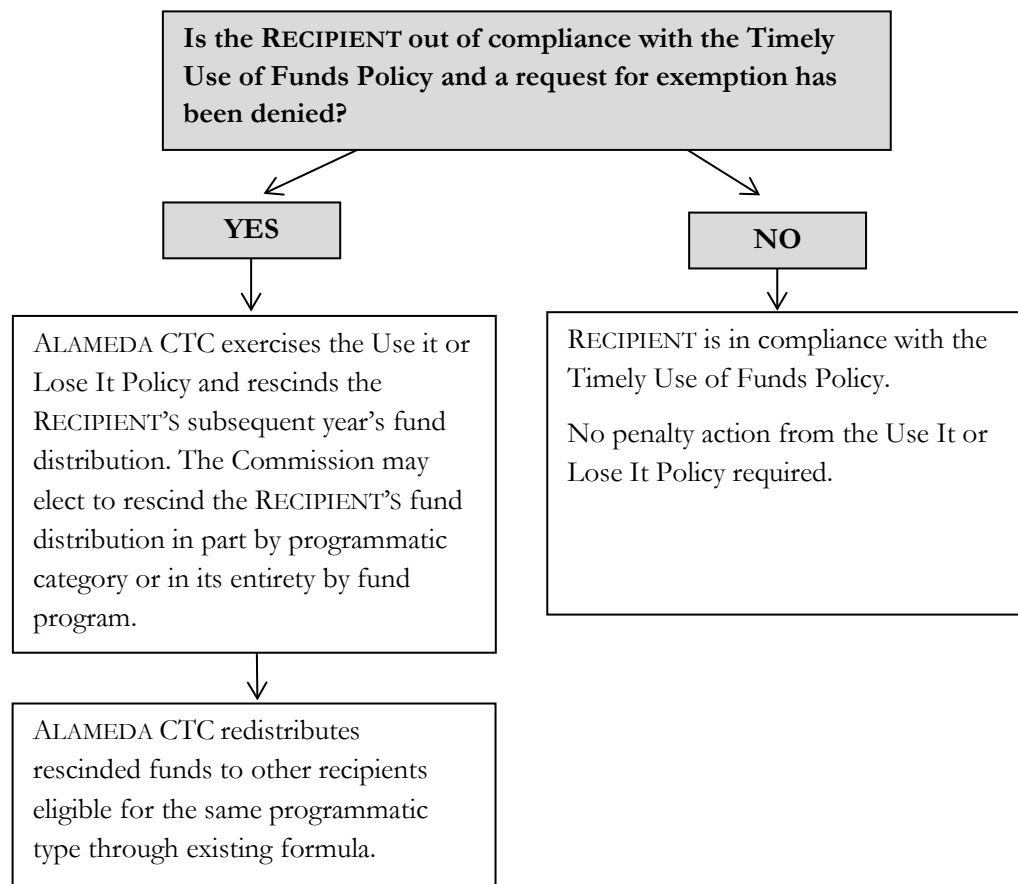 Is the RECIPIENT out of compliance with the Timely
Use of Funds Policy and a request for exemption has
been denied?
YES
NO
ALAMEDA CTC exercises the Use it or
Lose It Policy and rescinds the
RECIPIENT'S subsequent year's fund
distribution. The Commission may
elect to rescind the RECIPIENT'S fund
distribution in part by programmatic
category or in its entirety by fund
program.
RECIPIENT is in compliance with the
Timely Use of Funds Policy.
No penalty action from the Use It or
Lose It Policy required.
ALAMEDA CTC redistributes
rescinded funds to other recipients
eligible for the same programmatic
type through existing formula.